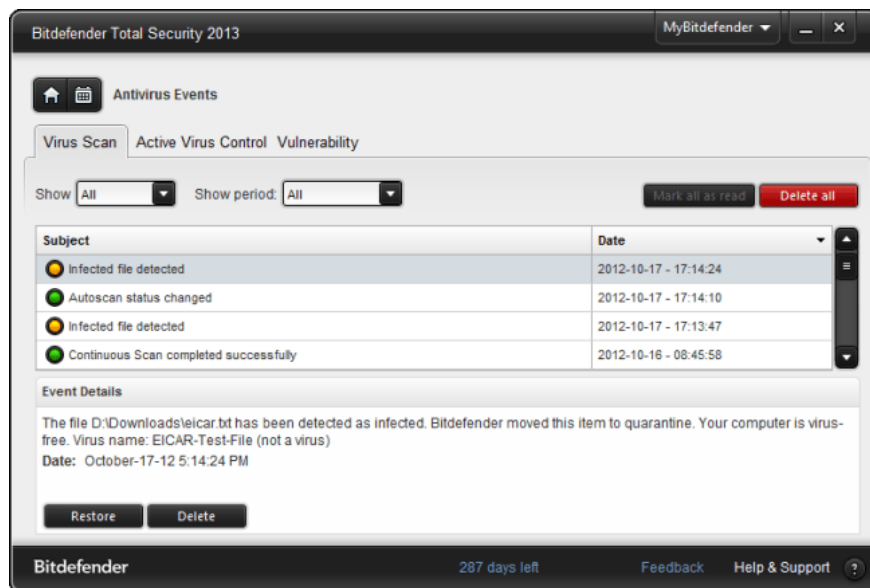 Bitdefender Total Security 2013
MyBitdefender
Antivirus Events
Virus Scan Active Virus Control Vulnerability
Show All Show period: All Mark all as read Delete all
Subject Date
Infected file detected 2012-10-17 - 17:14:24
Autoscan status changed 2012-10-17 - 17:14:10
Infected file detected 2012-10-17 - 17:13:47
Continuous Scan completed successfully 2012-10-16 - 08:45:58
Event Details
The file D:\Downloads\eicar.txt has been detected as infected. Bitdefender moved this item to quarantine. Your computer is virus-
free. Virus name: EICAR-Test-File (not a virus)
Date: October-17-12 5:14:24 PM
Restore Delete
Bitdefender 287 days left Feedback Help & Support ?